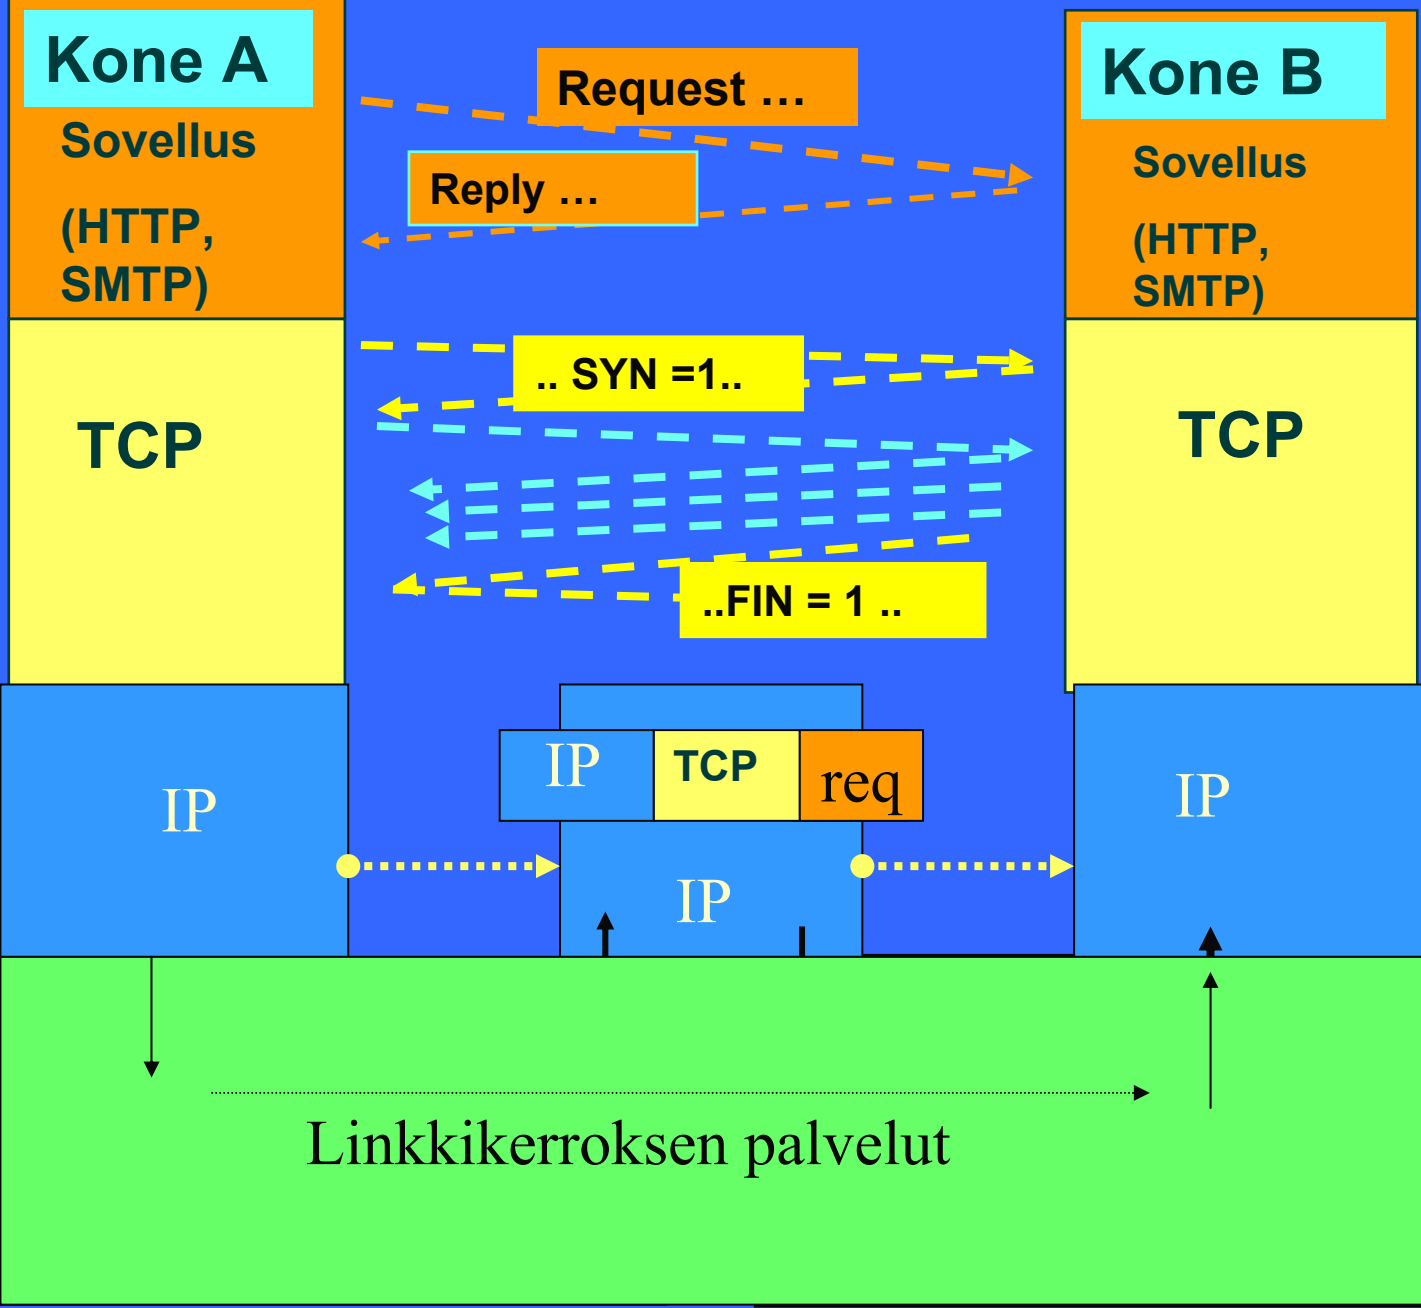 Kone A
Sovellus
(HTTP,
SMTP)
Request ...
Reply ...
Kone B
Sovellus
(HTTP,
SMTP)
TCP
.. SYN =1..
..FIN = 1 ..
TCP
IP
IP
TCP
req
IP
IP
Linkkikerroksen palvelut